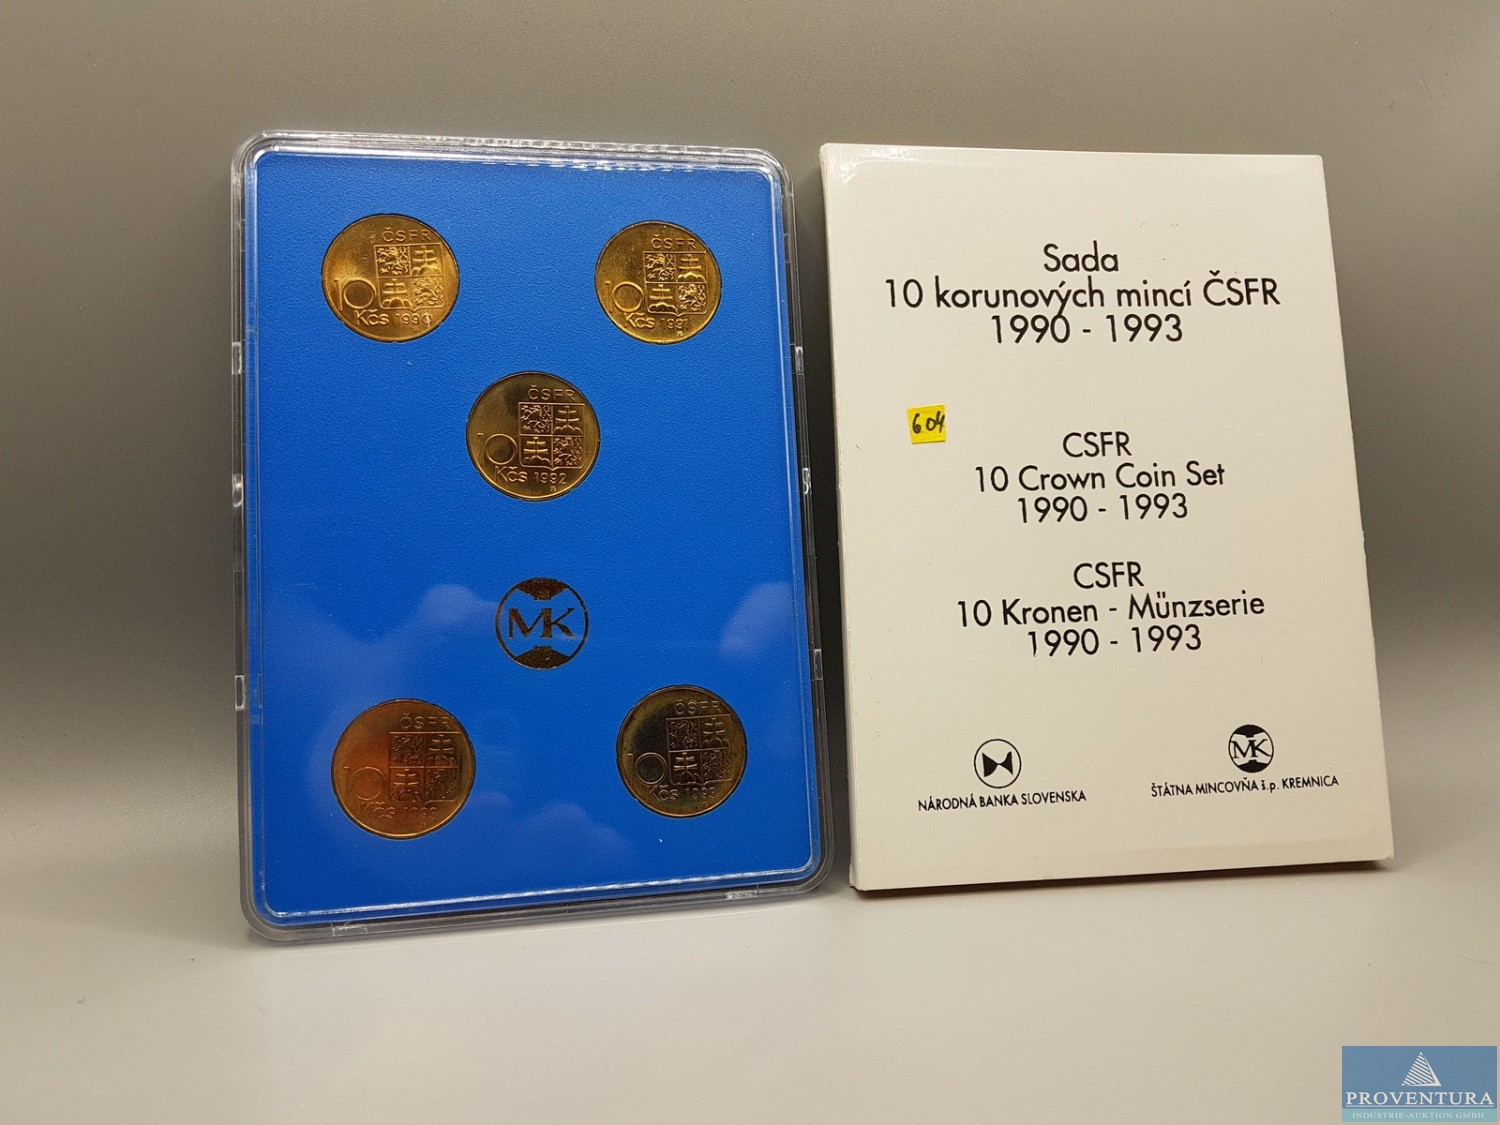 ČSFR
10
Kčs 1990
ČSFR
10
Kčs 1991
ČSFR
10
Kčs 1992
MK
ČSFR
10
Kčs
ČSFR
10
Kčs 1993
Sada
10 korunových mincí ČSFR
1990 - 1993
604
CSFR
10 Crown Coin Set
1990 - 1993
CSFR
10 Kronen - Münzserie
1990 - 1993
NÁRODNÁ BANKA SLOVENSKA
MK
ŠTÁTNA MINCOVŇA š.p. KREMNICA
PROVENTURA
INDUSTRIE-AUKTION GMBH